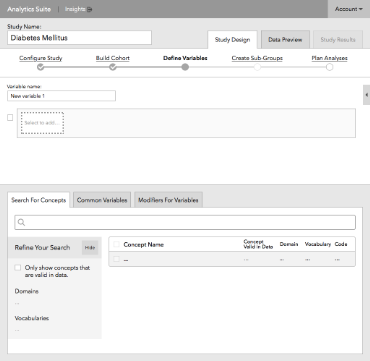 Analytics Suite | Insights
Account
Study Name:
Diabetes Mellitus
Study Design
Data Preview
Study Results
Configure Study
Build Cohort
Define Variables
Create Sub-Groups
Plan Analyses
Variable name:
New variable 1
Select to add...
Search For Concepts
Common Variables
Modifiers For Variables
Refine Your Search
Hide
Only show concepts that
are valid in data.
Domains
...
Vocabularies
...
Concept Name
Concept
Valid in Data
Domain
Vocabulary
Code
... ... ... ... ...